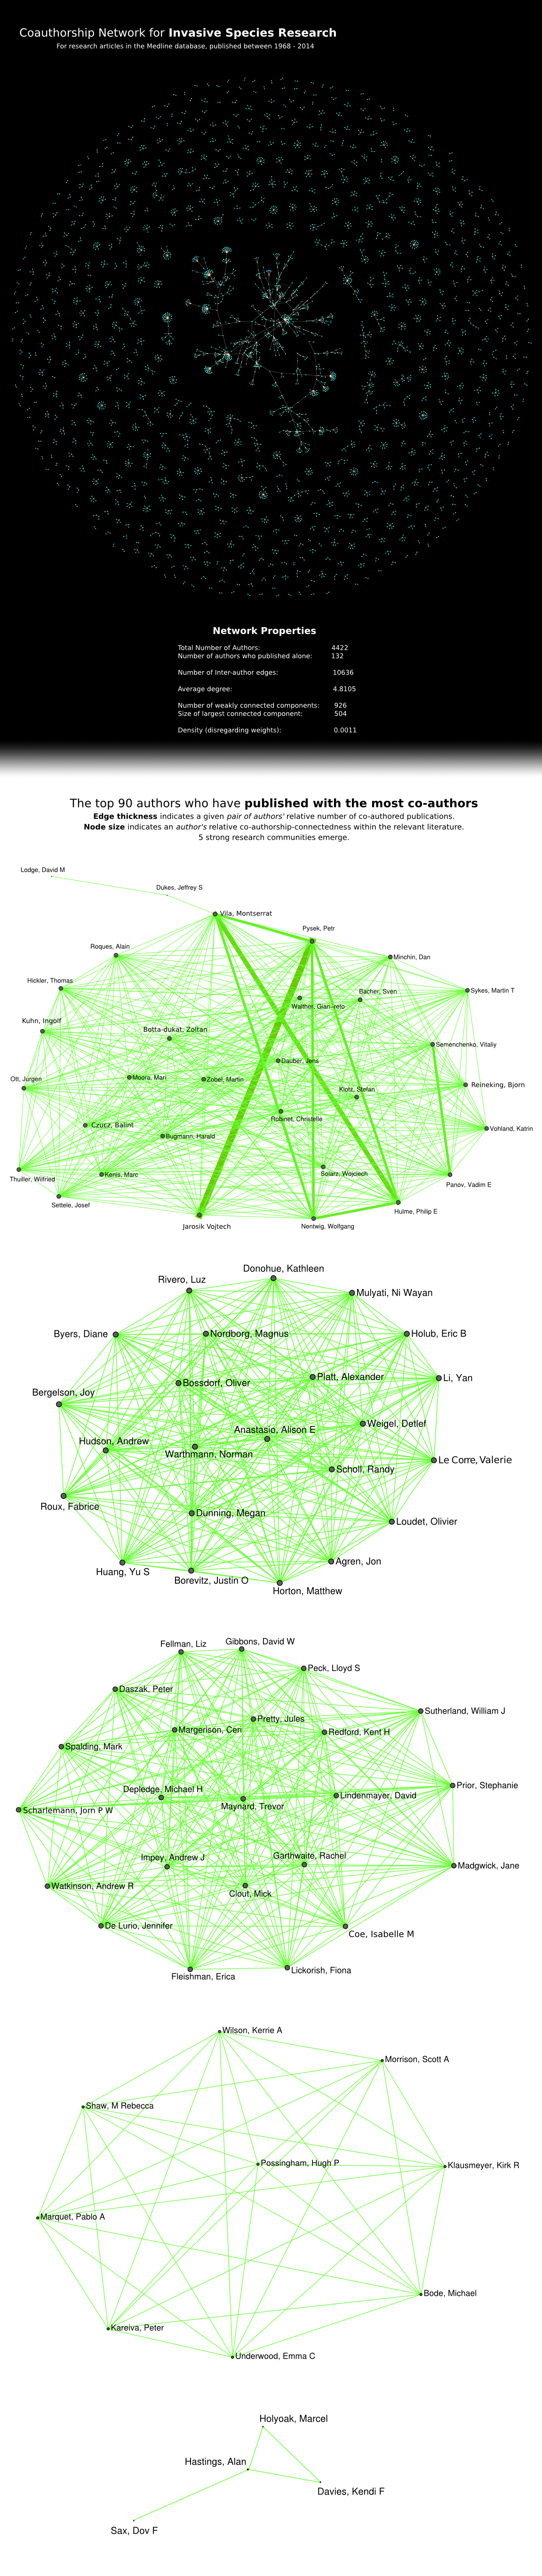 Coauthorship Network for Invasive Species Research
For research articles in the Medline database, published between 1968 - 2014
Network Properties
Total Number of Authors: 4422
Number of authors who published alone: 132
Number of Inter-author edges: 10636
Average degree: 4.8105
Number of weakly connected components: 926
Size of largest connected component: 504
Density (disregarding weights): 0.0011
The top 90 authors who have published with the most co-authors
Edge thickness indicates a given pair of authors' relative number of co-authored publications.
Node size indicates an author's relative co-authorship-connectedness within the relevant literature.
5 strong research communities emerge.
Lodge, David M
Dukes, Jeffrey S
Vila, Montserrat
Pysek, Petr
Roques, Alain
Minchin, Dan
Hickler, Thomas
Bacher, Sven
Sykes, Martin T
Walther, Gian-reto
Kuhn, Ingolf
Botta-dukat, Zoltan
Semenchenko, Vitaliy
Dauber, Jens
Ott, Jurgen
Moora, Mari
Zobel, Martin
Klotz, Stefan
Reineking, Bjorn
Robinet, Christelle
Czucz, Balint
Vohland, Katrin
Bugmann, Harald
Thuiller, Wilfried
Kenis, Marc
Solarz, Wojciech
Panov, Vadim E
Settele, Josef
Hulme, Philip E
Jarosik Vojtech
Nentwig, Wolfgang
Donohue, Kathleen
Rivero, Luz
Mulyati, Ni Wayan
Byers, Diane
Nordborg, Magnus
Holub, Eric B
Bossdorf, Oliver
Platt, Alexander
Li, Yan
Bergelson, Joy
Weigel, Detlef
Anastasio, Alison E
Hudson, Andrew
Warthmann, Norman
Le Corre, Valerie
Scholl, Randy
Roux, Fabrice
Dunning, Megan
Loudet, Olivier
Agren, Jon
Huang, Yu S
Borevitz, Justin O
Horton, Matthew
Fellman, Liz
Gibbons, David W
Peck, Lloyd S
Daszak, Peter
Sutherland, William J
Pretty, Jules
Margerison, Ceri
Redford, Kent H
Spalding, Mark
Prior, Stephanie
Depledge, Michael H
Lindenmayer, David
Maynard, Trevor
Scharlemann, Jorn P W
Garthwaite, Rachel
Impey, Andrew J
Madgwick, Jane
Watkinson, Andrew R
Clout, Mick
De Lurio, Jennifer
Coe, Isabelle M
Lickorish, Fiona
Fleishman, Erica
Wilson, Kerrie A
Morrison, Scott A
Shaw, M Rebecca
Possingham, Hugh P
Klausmeyer, Kirk R
Marquet, Pablo A
Bode, Michael
Kareiva, Peter
Underwood, Emma C
Holyoak, Marcel
Hastings, Alan
Davies, Kendi F
Sax, Dov F